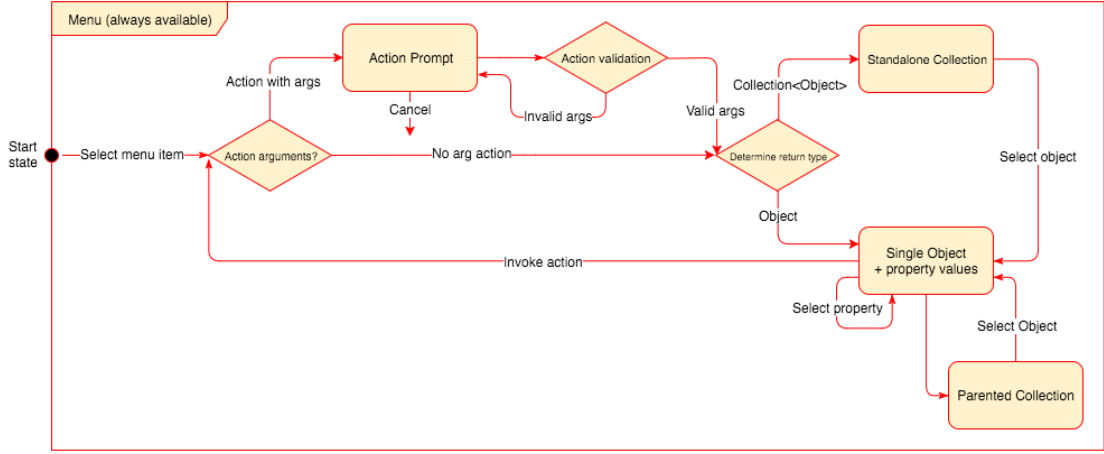 Menu (always available)
Action Prompt
Action validation
Standalone Collection
Action with args
Collection<Object>
Cancel
Invalid args
Valid args
Start
state
Select menu item
Action arguments?
No arg action
Determine return type
Select object
Object
Single Object
+ property values
Invoke action
Select property
Select Object
Parented Collection